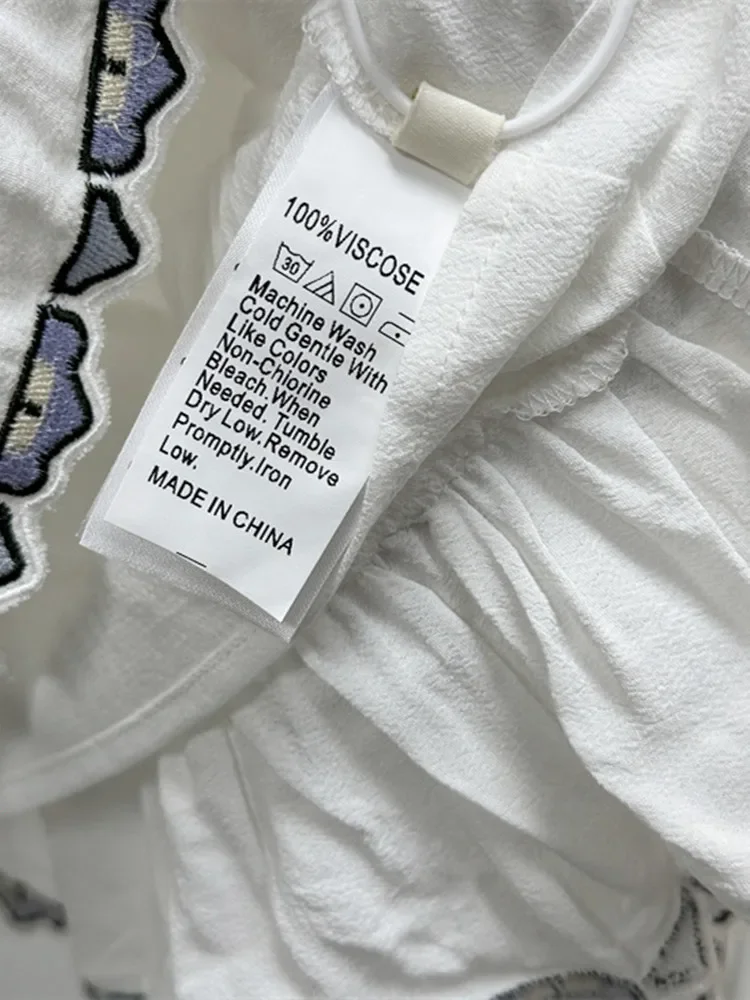 100%VISCOSE
30
Machine Wash
Cold Gentle With
Like Colors
Non-Chlorine
Bleach.When
Needed. Tumble
Dry Low.Remove
Promptly.Iron
Low.
MADE IN CHINA